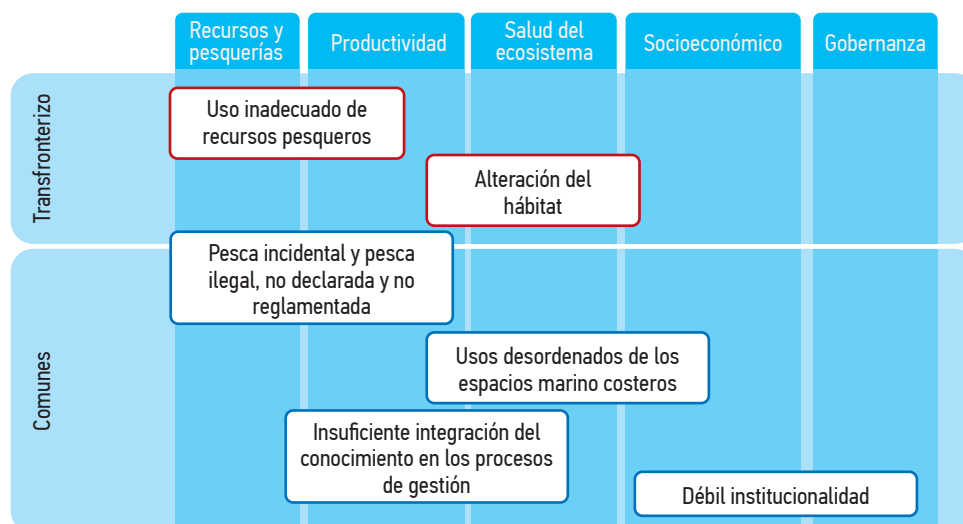 Recursos y
pesquerías
Productividad
Salud del
ecosistema
Socioeconómico
Gobernanza
Transfronterizo
Uso inadecuado de
recursos pesqueros
Alteración del
hábitat
Comunes
Pesca incidental y pesca
ilegal, no declarada y no
reglamentada
Usos desordenados de los
espacios marino costeros
Insuficiente integración del
conocimiento en los procesos
de gestión
Débil institucionalidad